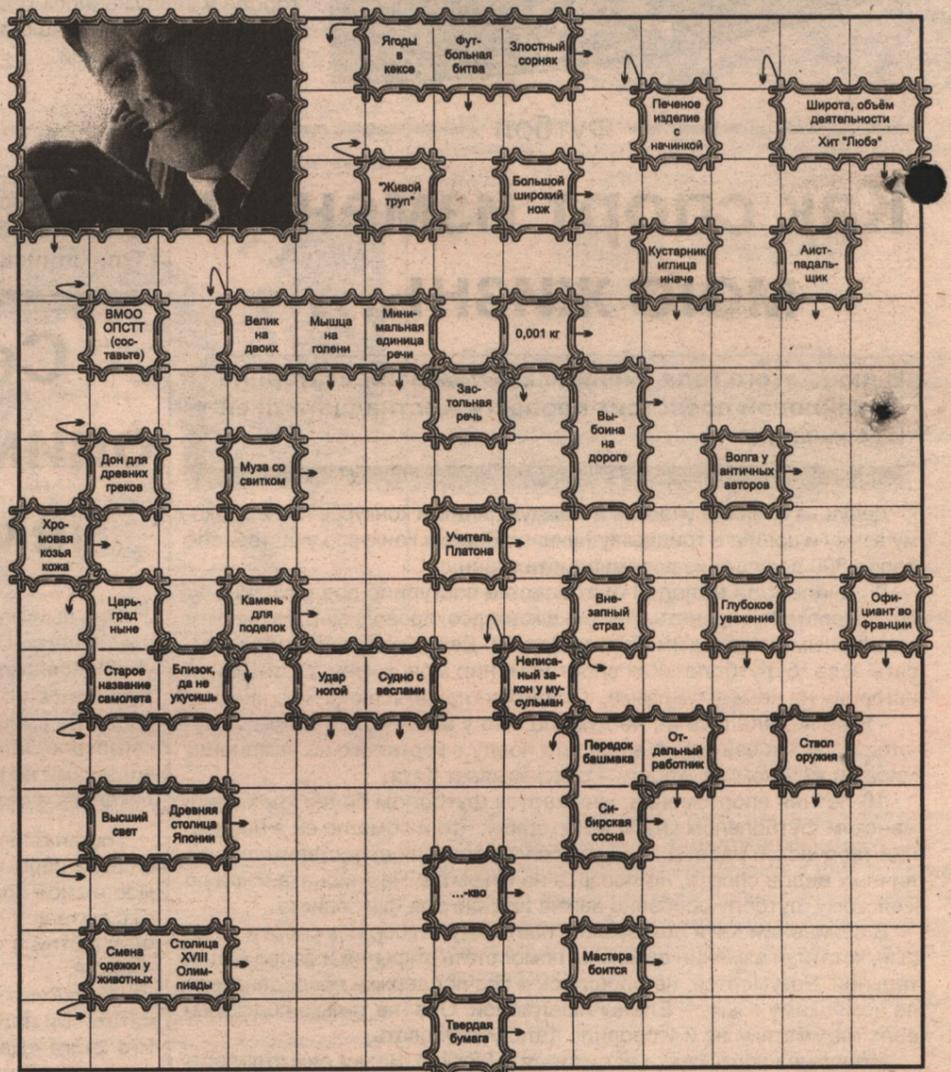 Ягоды
в
кексе
Фут-
больная
битва
Злостный
сорняк
Печеное
изделие
с
начинкой
Широта, объём
деятельности
Хит "Любэ"
"Живой
труп"
Большой
широкий
нож
Кустарник
иглица
иначе
Аист-
падаль-
щик
ВМОО
ОПСТТ
(сос-
тавьте)
Велик
на
двоих
Мышца
на
голени
Мини-
мальная
единица
речи
0,001 кг
Зас-
тольная
речь
Вы-
боина
на
дороге
Дон для
древних
греков
Муза со
свитком
Волга у
античных
авторов
Хро-
мовая
козья
кожа
Учитель
Платона
Царь-
град
ныне
Камень
для
поделок
Вне-
запный
страх
Глубокое
уважение
Офи-
циант во
Франции
Старое
название
самолета
Близок,
да не
укусишь
Удар
ногой
Судно с
веслами
Неписа-
ный за-
кон у му-
сульман
Передок
башмака
От-
дельный
работник
Ствол
оружия
Высший
свет
Древняя
столица
Японии
Си-
бирская
сосна
...-кво
Смена
одежки у
животных
Столица
XVIII
Олим-
пиады
Мастера
боится
Твердая
бумага